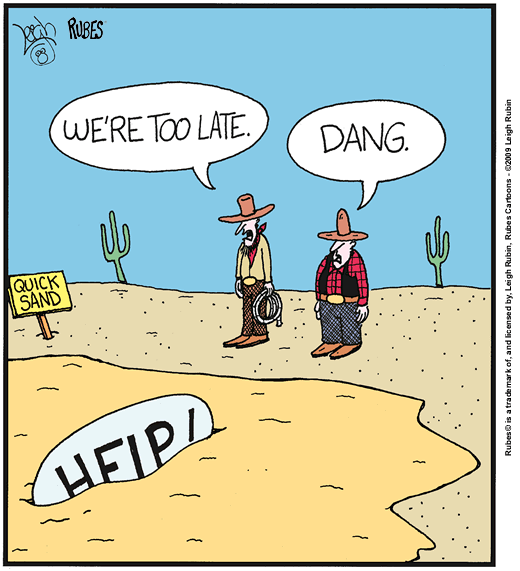 Leigh
RUBES
WE'RE TOO LATE.
DANG.
QUICK
SAND
HELP!
Rubes© is a trademark of, and licensed by, Leigh Rubin, Rubes Cartoons - ©2009 Leigh Rubin